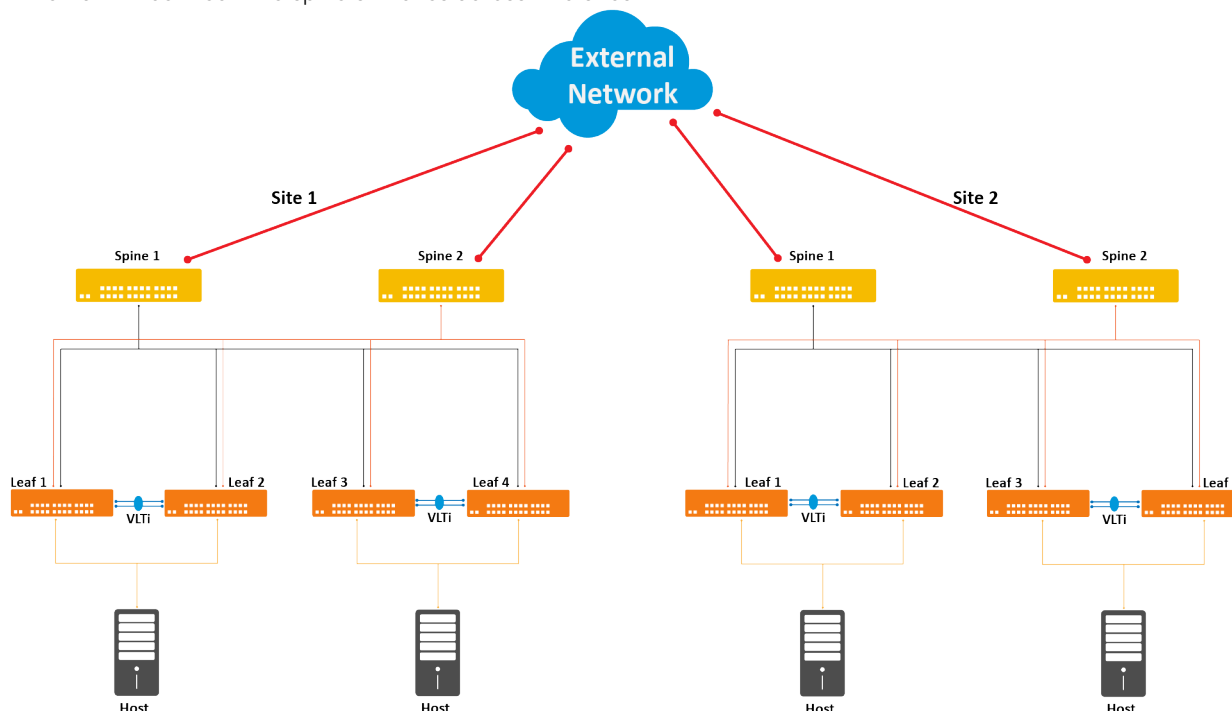 External
Network
Site 1
Site 2
Spine 1
Spine 2
Spine 1
Spine 2
Leaf 1
Leaf 2
Leaf 3
Leaf 4
Leaf 1
Leaf 2
Leaf 3
Leaf
VLTi
VLTi
VLTi
VLTi
Host
Host
Host
Host